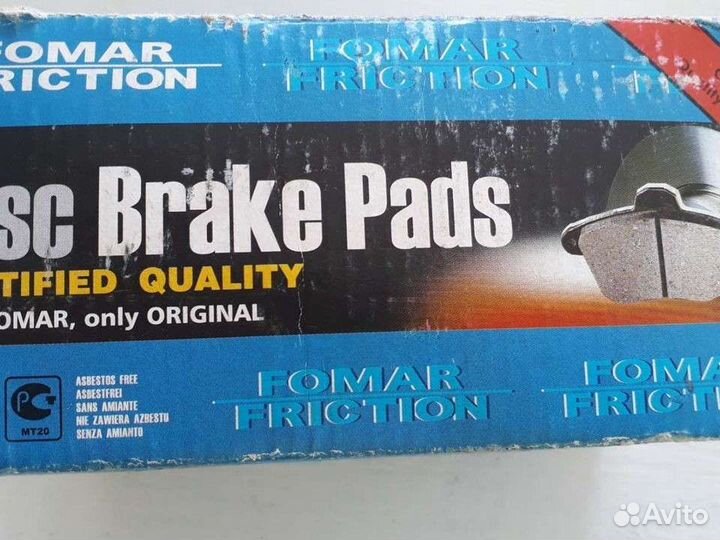 FOMAR
FRICTION
FOMAR
FRICTION
sc Brake Pads
TIFIED QUALITY
OMAR, only ORIGINAL
MT20
ASBESTOS FREE
ASBESTFREI
SANS AMIANTE
NIE ZAWIERA AZBESTU
SENZA AMIANTO
FOMAR
FRICTION
FOMA
FRICT
Avito